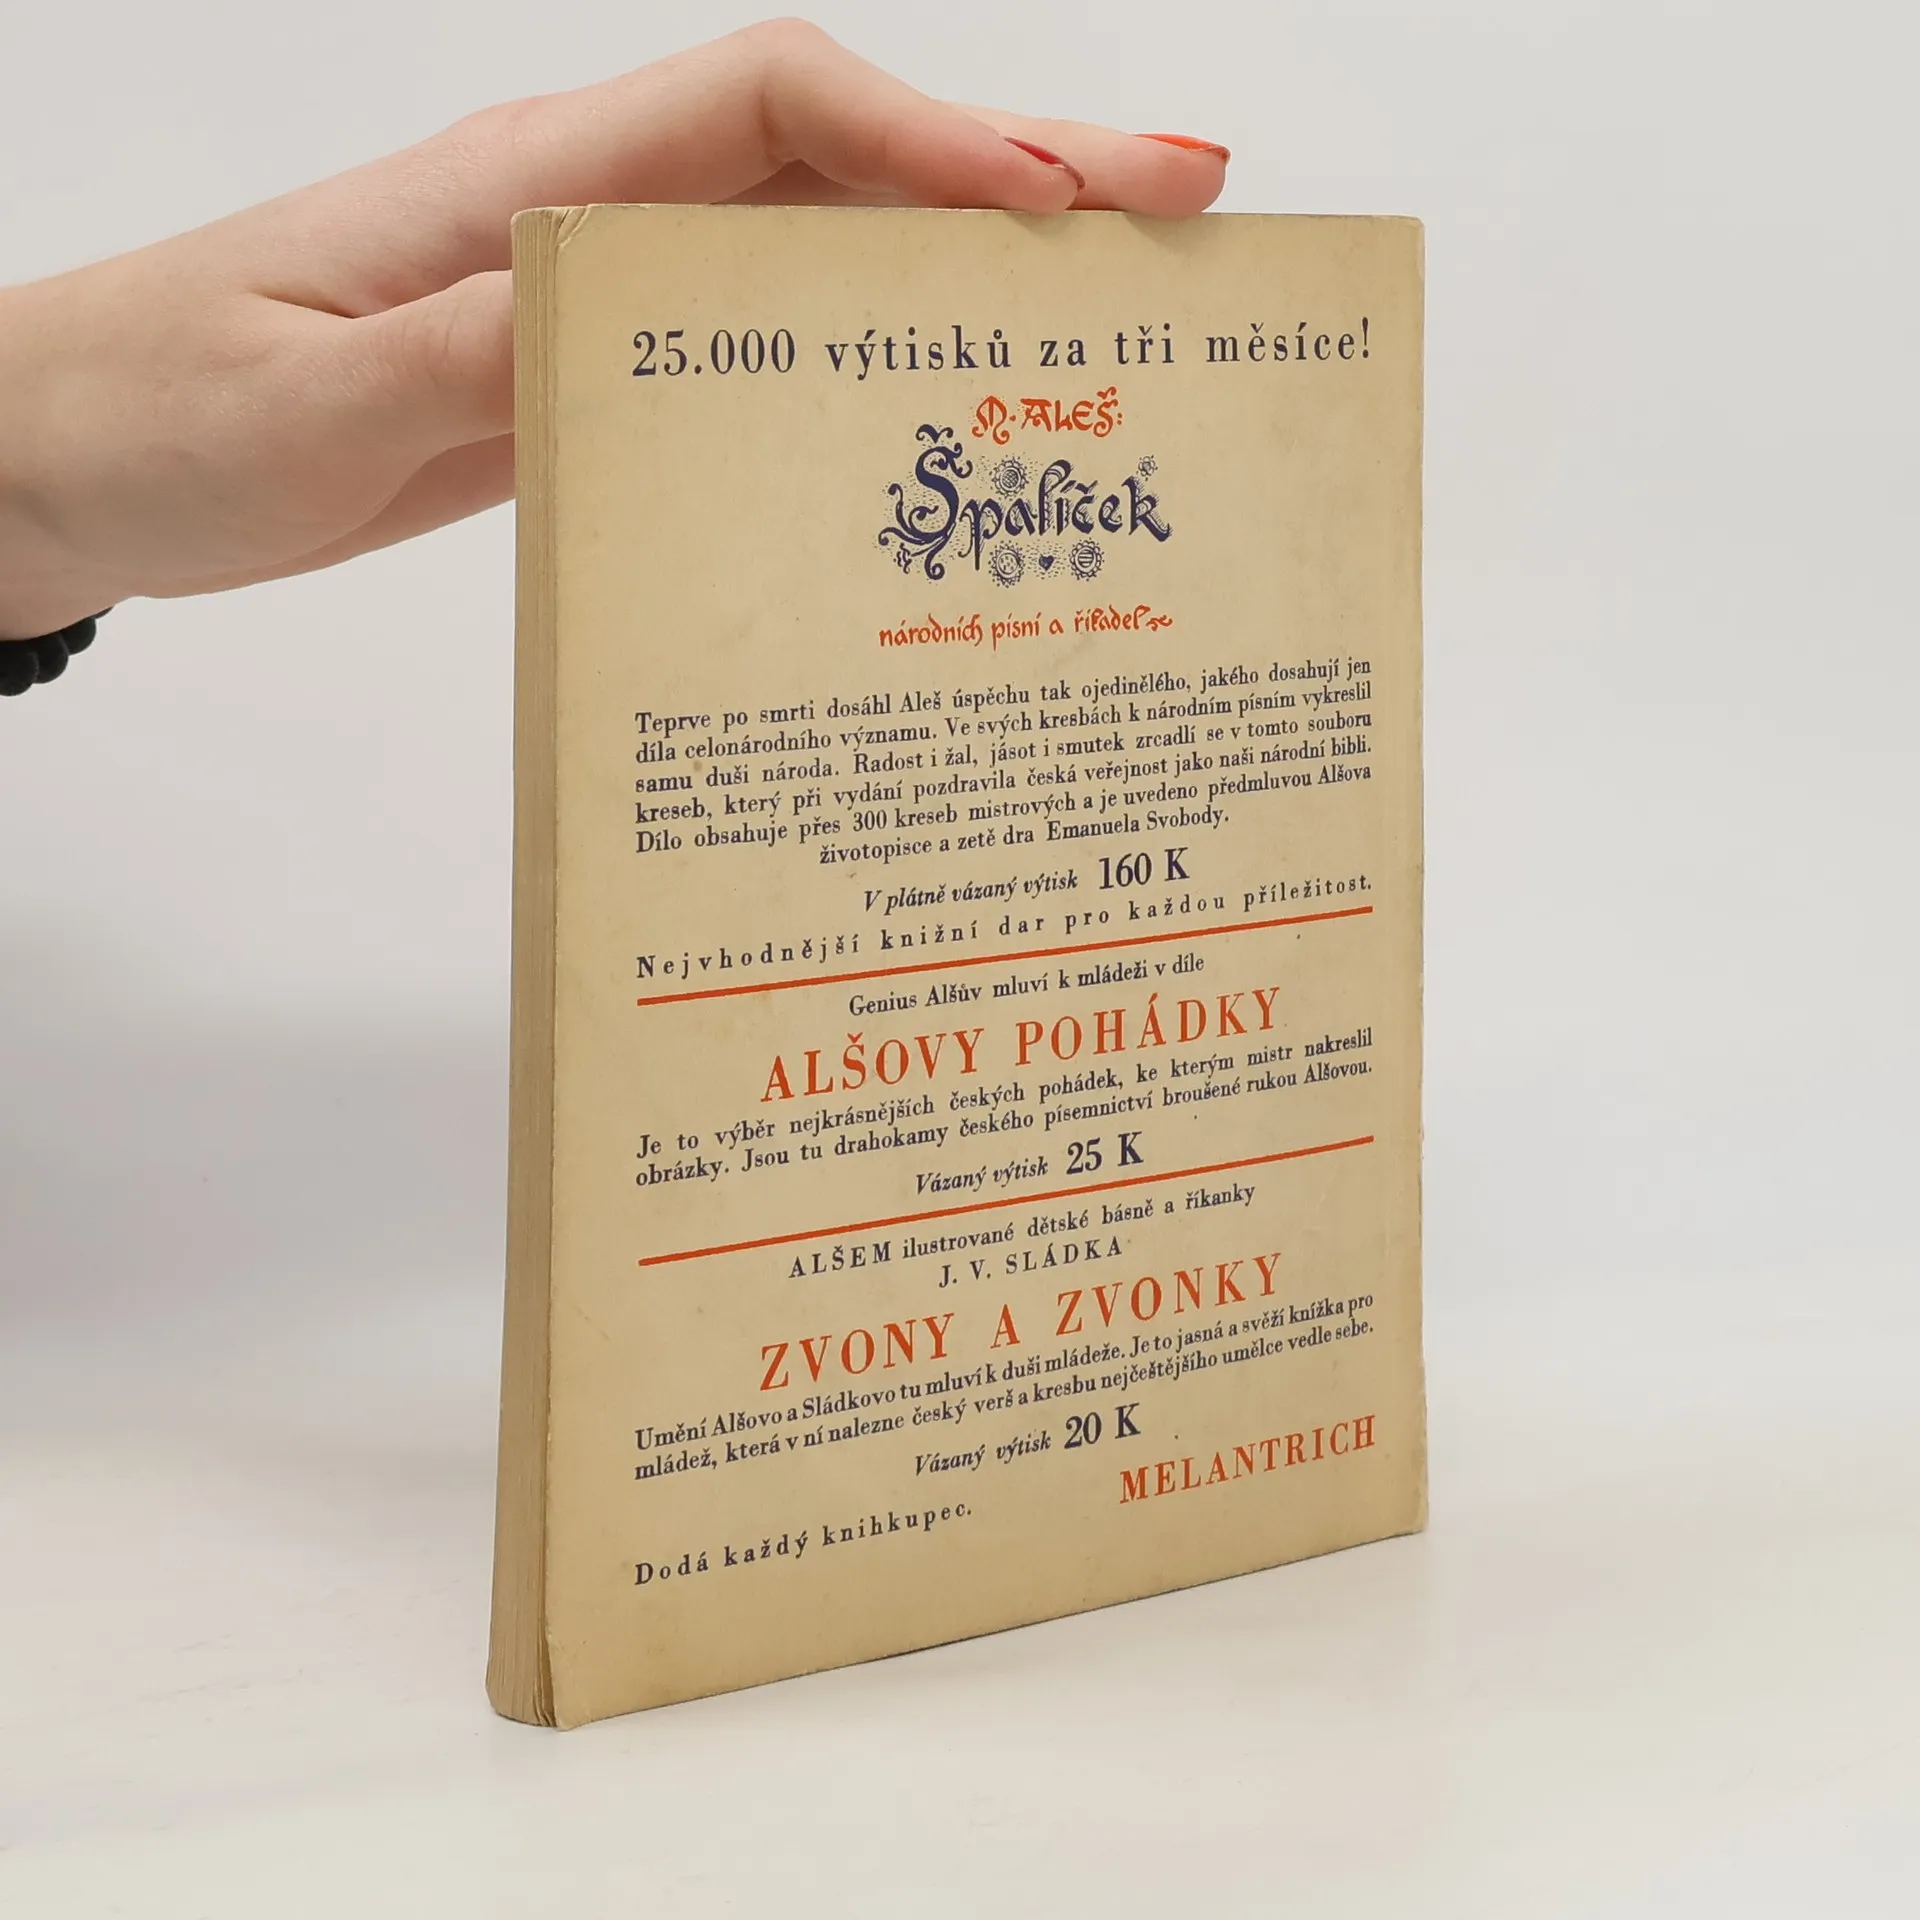 25.000 výtisků za tři měsíce!
M. ALEŠ:
Špalíček
národních písní a říkadel
Teprve po smrti dosáhl Aleš úspěchu tak ojedinělého, jakého dosahují jen
díla celonárodního významu. Ve svých kresbách k národním písním vykreslil
samu duši národa. Radost i žal, jásot i smutek zrcadlí se v tomto souboru
kreseb, který při vydání pozdravila česká veřejnost jako naši národní bibli.
Dílo obsahuje přes 300 kreseb mistrových a je uvedeno předmluvou Alšova
životopisce a zetě dra Emanuela Svobody.
V plátně vázaný výtisk 160 K
Nejvhodnější knižní dar pro každou příležitost.
Genius Alšův mluví k mládeži v díle
ALŠOVY POHÁDKY
Je to výběr nejkrásnějších českých pohádek, ke kterým mistr nakreslil
obrázky. Jsou tu drahokamy českého písemnictví broušené rukou Alšovou.
Vázaný výtisk 25 K
ALŠEM ilustrované dětské básně a říkanky
J. V. SLÁDKA
ZVONY A ZVONKY
Umění Alšovo a Sládkovo tu mluví k duši mládeže. Je to jasná a svěží knížka pro
mládež, která v ní nalezne český verš a kresbu nejčeštějšího umělce vedle sebe.
Vázaný výtisk 20 K
MELANTRICH
Dodá každý knihkupec.